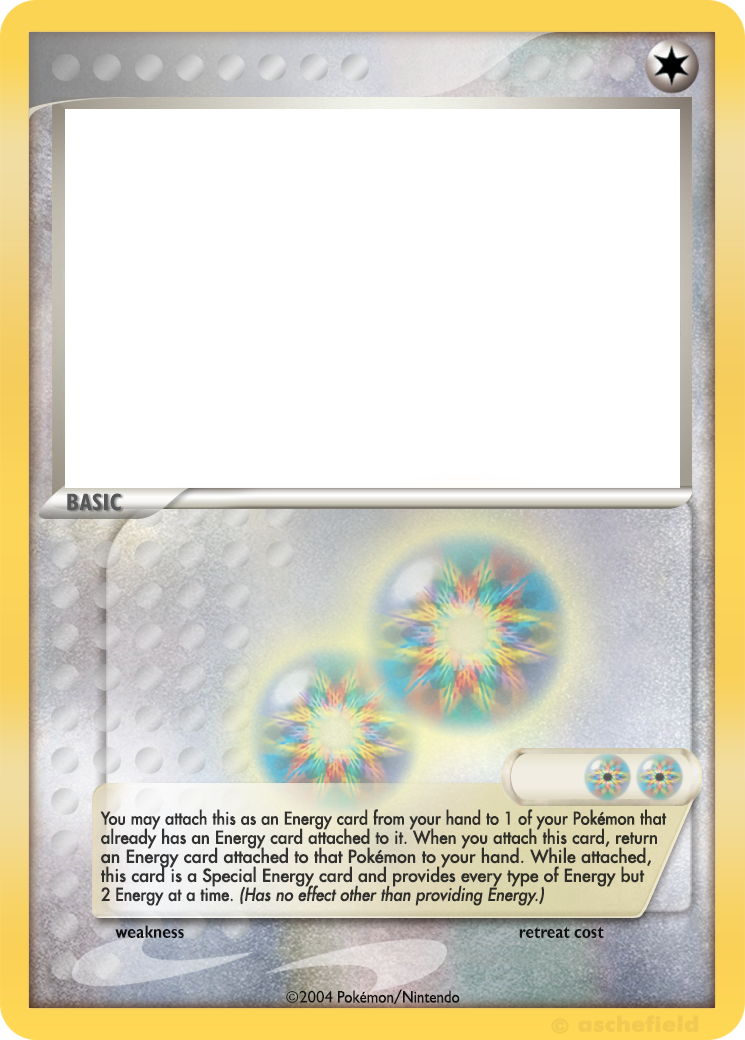 BASIC
You may attach this as an Energy card from your hand to 1 of your Pokémon that
already has an Energy card attached to it. When you attach this card, return
an Energy card attached to that Pokémon to your hand. While attached,
this card is a Special Energy card and provides every type of Energy but
2 Energy at a time. (Has no effect other than providing Energy.)
weakness
retreat cost
©2004 Pokémon/Nintendo
© aschefield